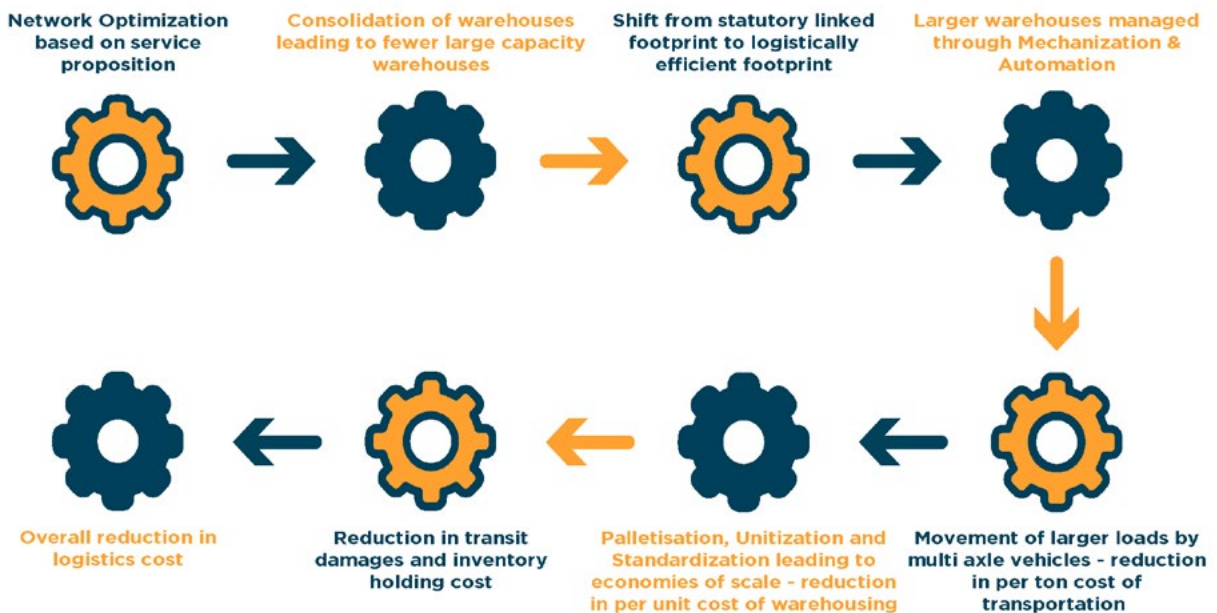 Network Optimization
based on service
proposition
Consolidation of warehouses
leading to fewer large capacity
warehouses
Shift from statutory linked
footprint to logistically
efficient footprint
Larger warehouses managed
through Mechanization &
Automation
Movement of larger loads by
multi axle vehicles - reduction
in per ton cost of
transportation
Palletisation, Unitization and
Standardization leading to
economies of scale - reduction
in per unit cost of warehousing
Reduction in transit
damages and inventory
holding cost
Overall reduction in
logistics cost